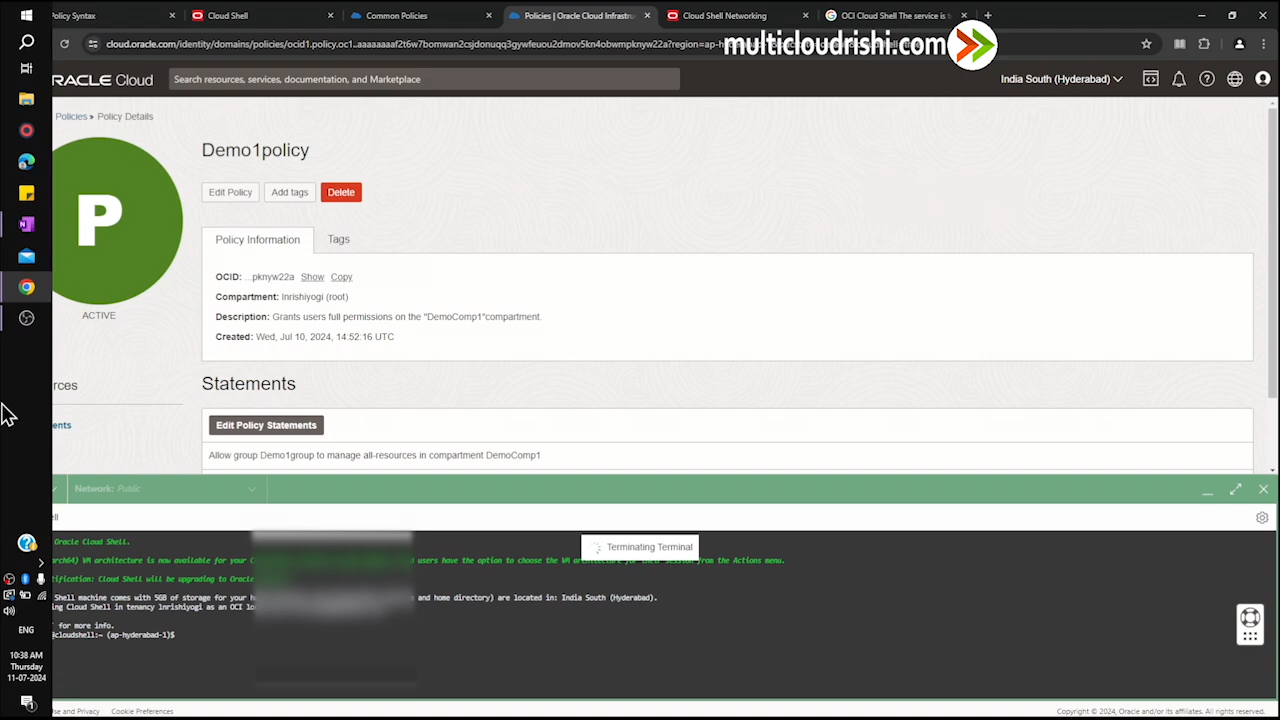 Policy Syntax
Cloud Shell
Common Policies
Policies | Oracle Cloud Infrastru
Cloud Shell Networking
OCI Cloud Shell The service is t
cloud.oracle.com/identity/domains/policies/ocid1.policy.oc1..aaaaaaaaf2t6w7bomwan2csjdonuqq3gywfeuou2dmov5kn4obwmpknyw22a?region=ap-
multicloudrishi.com
RACLE Cloud
Search resources, services, documentation, and Marketplace
India South (Hyderabad)
Policies » Policy Details
P
ACTIVE
Demo1policy
Edit Policy
Add tags
Delete
Policy Information
Tags
OCID: ...pknyw22a Show Copy
Compartment: lnrishiyogi (root)
Description: Grants users full permissions on the "DemoComp1"compartment.
Created: Wed, Jul 10, 2024, 14:52:16 UTC
rces
ents
Statements
Edit Policy Statements
Allow group Demo1group to manage all-resources in compartment DemoComp1
Network: Public
ell
Terminating Terminal
Oracle Cloud Shell.
arch64) VM architecture is now available for your C
users have the option to choose the VM architecture for
session from the Actions menu.
tification: Cloud Shell will be upgrading to Oracle
Shell machine comes with 5GB of storage for your h
e and home directory) are located in: India South (Hyderabad).
ing Cloud Shell in tenancy lnrishiyogi as an OCI lo
for more info.
@cloudshell:~ (ap-hyderabad-1)$
ENG
10:38 AM
Thursday
11-07-2024
se and Privacy
Cookie Preferences
Copyright © 2024, Oracle and/or its affiliates. All rights reserved.